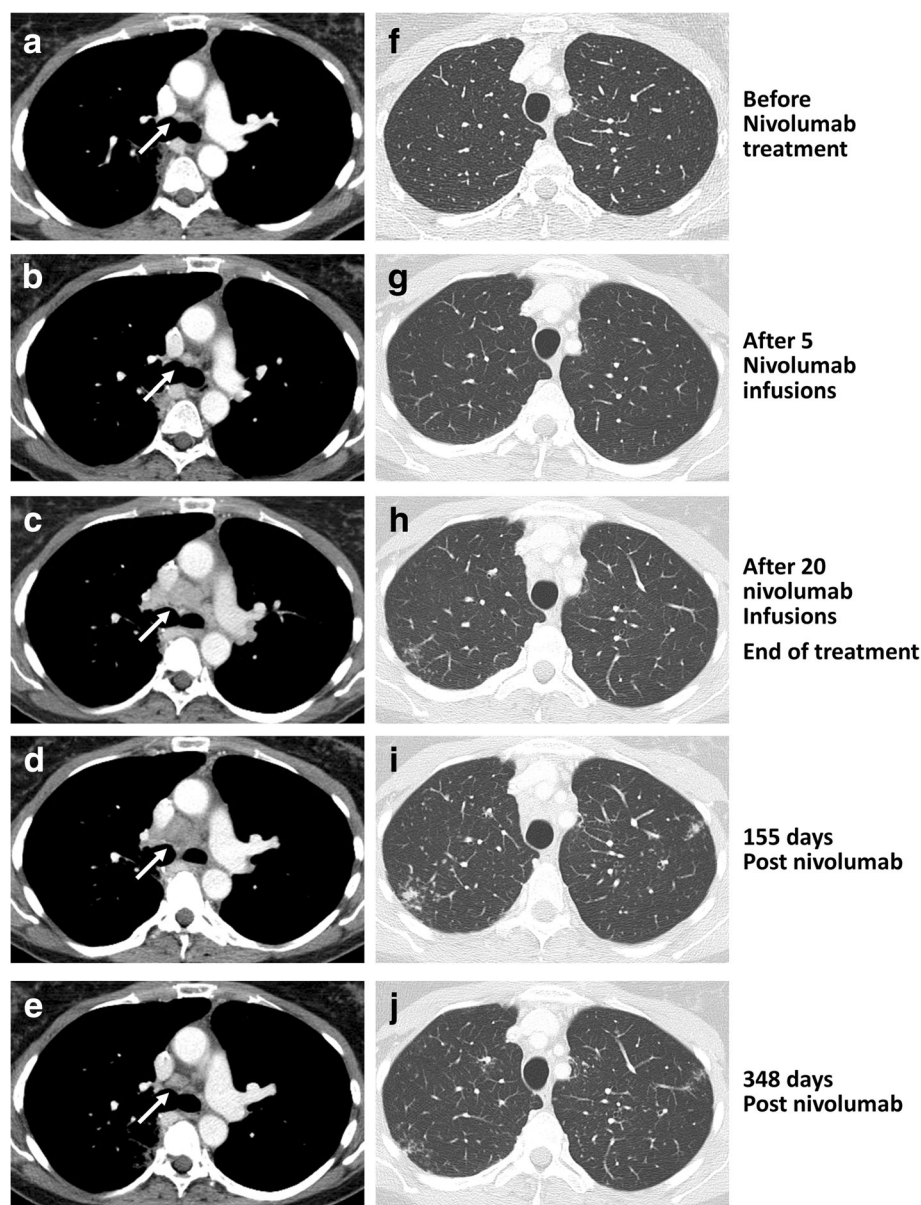 a
f
Before
Nivolumab
treatment
b
g
After 5
Nivolumab
infusions
c
h
After 20
nivolumab
Infusions
End of treatment
d
i
155 days
Post nivolumab
e
j
348 days
Post nivolumab